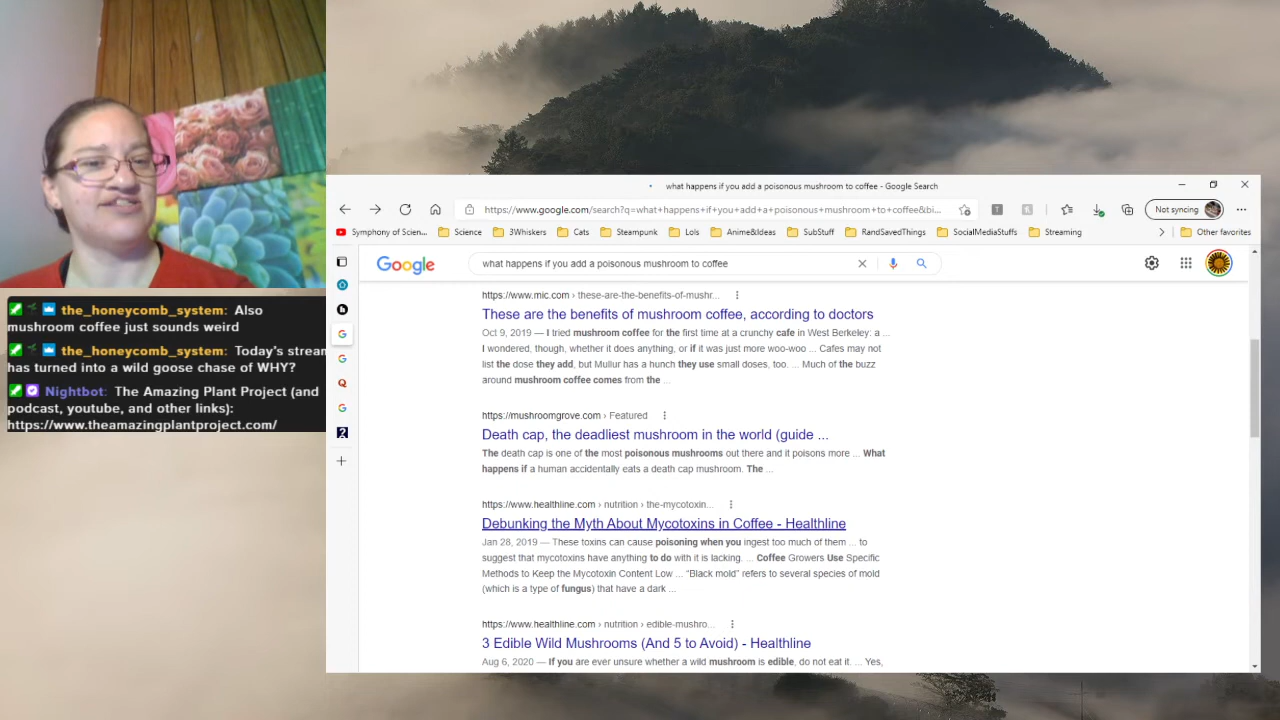 the_honeycomb_system: Also
mushroom coffee just sounds weird
the_honeycomb_system: Today's stream
has turned into a wild goose chase of WHY?
Nightbot: The Amazing Plant Project (and
podcast, youtube, and other links):
https://www.theamazingplantproject.com/
what happens if you add a poisonous mushroom to coffee - Google Search
https://www.google.com/search?q=what+happens+if+you+add+a+poisonous+mushroom+to+coffee&bi...
Not syncing
Symphony of Scien... Science 3Whiskers Cats Steampunk Lols Anime&Ideas SubStuff RandSavedThings SocialMediaStuffs Streaming Other favorites
Google what happens if you add a poisonous mushroom to coffee
https://www.mic.com › these-are-the-benefits-of-mushr...
These are the benefits of mushroom coffee, according to doctors
Oct 9, 2019 — I tried mushroom coffee for the first time at a crunchy cafe in West Berkeley: a ...
I wondered, though, whether it does anything, or if it was just more woo-woo ... Cafes may not
list the dose they add, but Mullur has a hunch they use small doses, too. ... Much of the buzz
around mushroom coffee comes from the ...
https://mushroomgrove.com › Featured
Death cap, the deadliest mushroom in the world (guide ...
The death cap is one of the most poisonous mushrooms out there and it poisons more ... What
happens if a human accidentally eats a death cap mushroom. The ...
https://www.healthline.com › nutrition › the-mycotoxin...
Debunking the Myth About Mycotoxins in Coffee - Healthline
Jan 28, 2019 — These toxins can cause poisoning when you ingest too much of them ... to
suggest that mycotoxins have anything to do with it is lacking. ... Coffee Growers Use Specific
Methods to Keep the Mycotoxin Content Low ... "Black mold" refers to several species of mold
(which is a type of fungus) that have a dark ...
https://www.healthline.com › nutrition › edible-mushro...
3 Edible Wild Mushrooms (And 5 to Avoid) - Healthline
Aug 6, 2020 — If you are ever unsure whether a wild mushroom is edible, do not eat it. ... Yes,